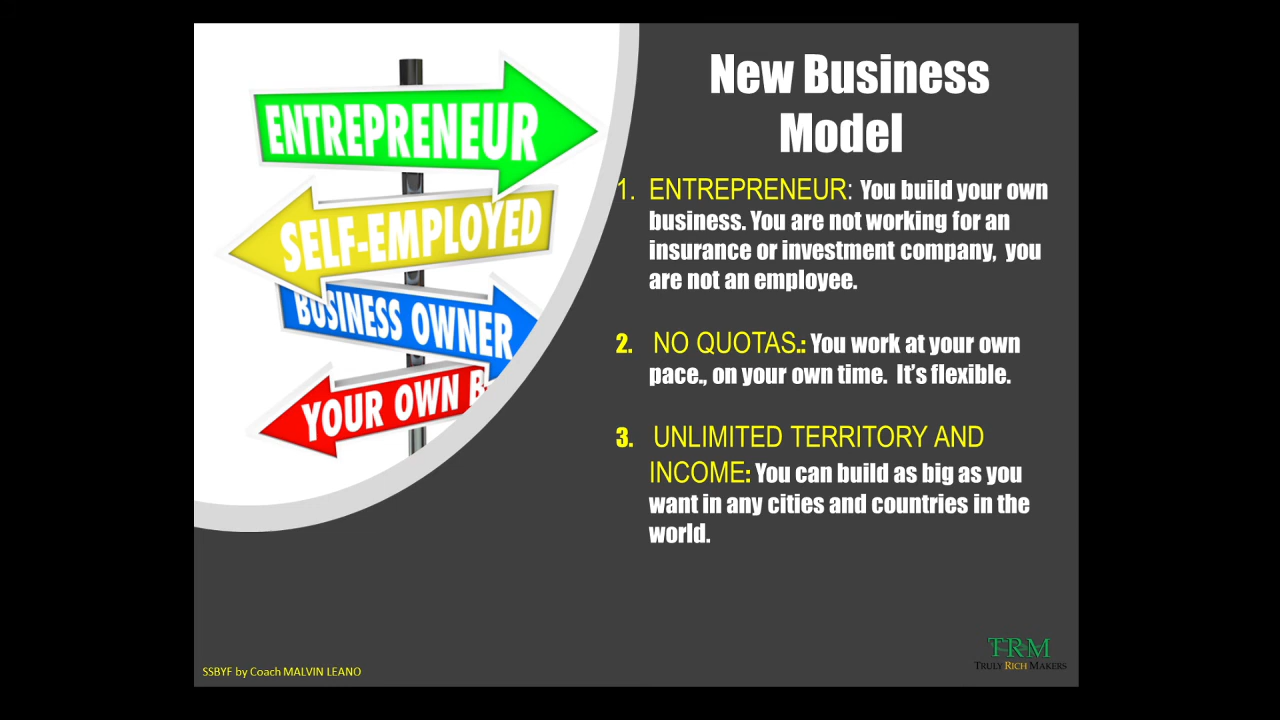 ENTREPRENEUR
SELF-EMPLOYED
BUSINESS OWNER
YOUR OWN B
New Business
Model
1. ENTREPRENEUR: You build your own
business. You are not working for an
insurance or investment company, you
are not an employee.
2. NO QUOTAS.: You work at your own
pace., on your own time. It’s flexible.
3. UNLIMITED TERRITORY AND
INCOME: You can build as big as you
want in any cities and countries in the
world.
SSBYF by Coach MALVIN LEANO
TRM
TRULY RICH MAKERS